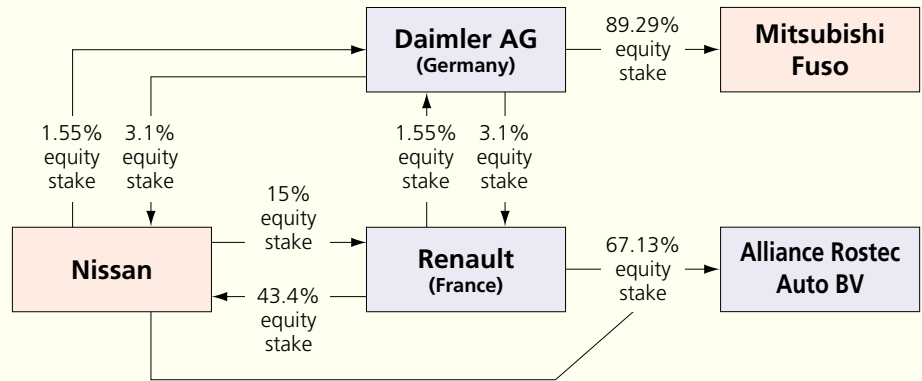 Daimler AG
(Germany)
89.29%
equity
stake
Mitsubishi
Fuso
1.55%
equity
stake
3.1%
equity
stake
1.55%
equity
stake
3.1%
equity
stake
15%
equity
stake
Nissan
43.4%
equity
stake
Renault
(France)
67.13%
equity
stake
Alliance Rostec
Auto BV